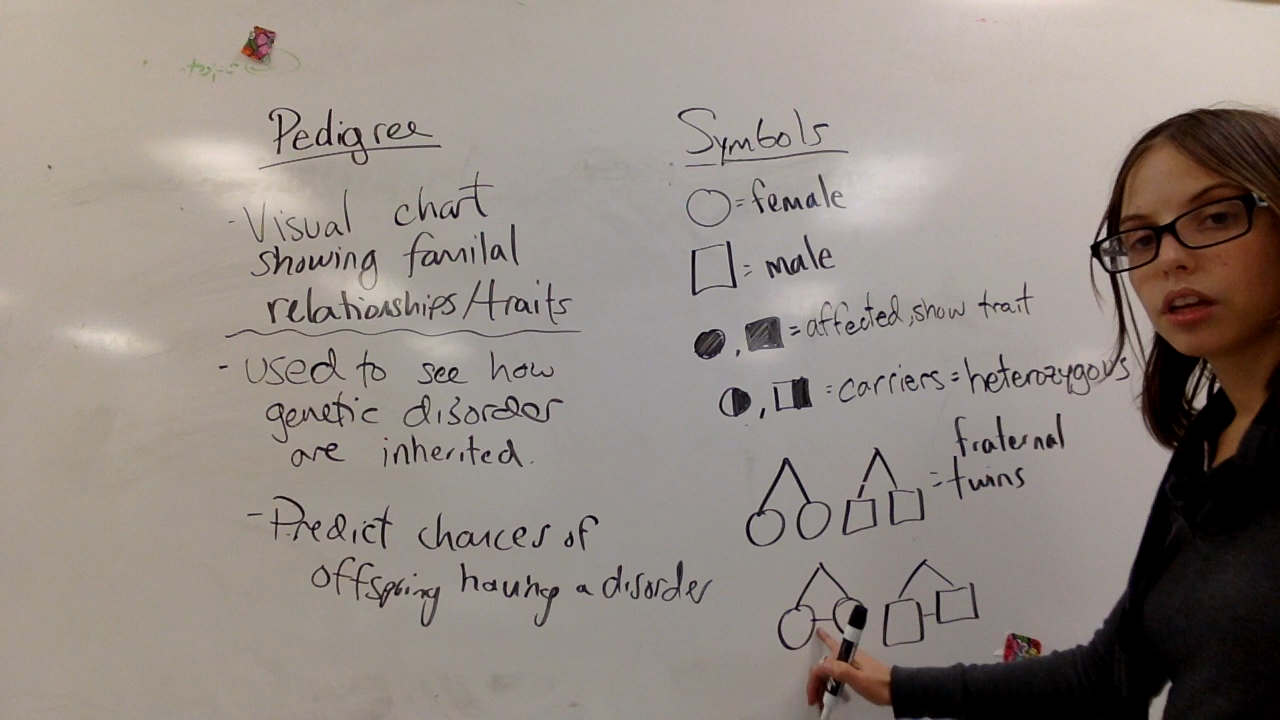 Pedigree
- Visual chart
showing familal
relationships/traits
- used to see how
genetic disorder
are inherited.
- Predict chances of
offspring having a disorder
Symbols
= female
= male
, = affected, show trait
, = carriers = heterozygous
fraternal
= twins